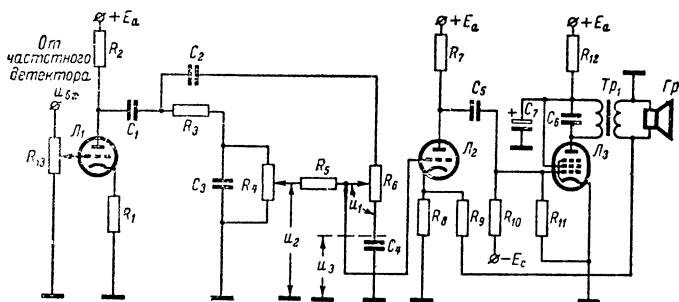 +Eа
От
частотного
детектора
uвх
R₂
Л₁
R₁₃
R₁
C₁
C₂
R₃
C₃
R₄
R₅
R₆
u₁
u₂
u₃
C₄
+Eа
R₇
C₅
Л₂
R₈
R₉
R₁₀
−Eс
R₁₁
+Eа
R₁₂
C₇
+
C₆
Л₃
Тр₁
Гр